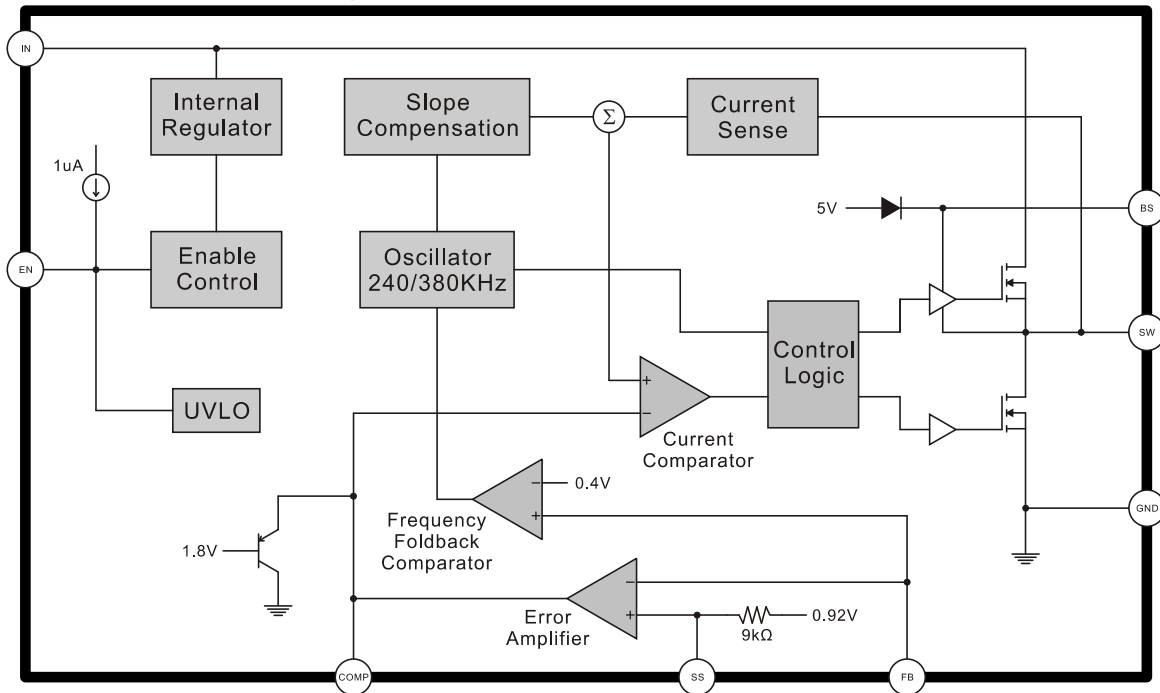 IN
Internal
Regulator
Slope
Compensation
Σ
Current
Sense
1uA
5V
BS
EN
Enable
Control
Oscillator
240/380KHz
Control
Logic
SW
UVLO
+
−
Current
Comparator
−
0.4V
+
Frequency
Foldback
Comparator
GND
1.8V
−
+
0.92V
9kΩ
Error
Amplifier
COMP
SS
FB